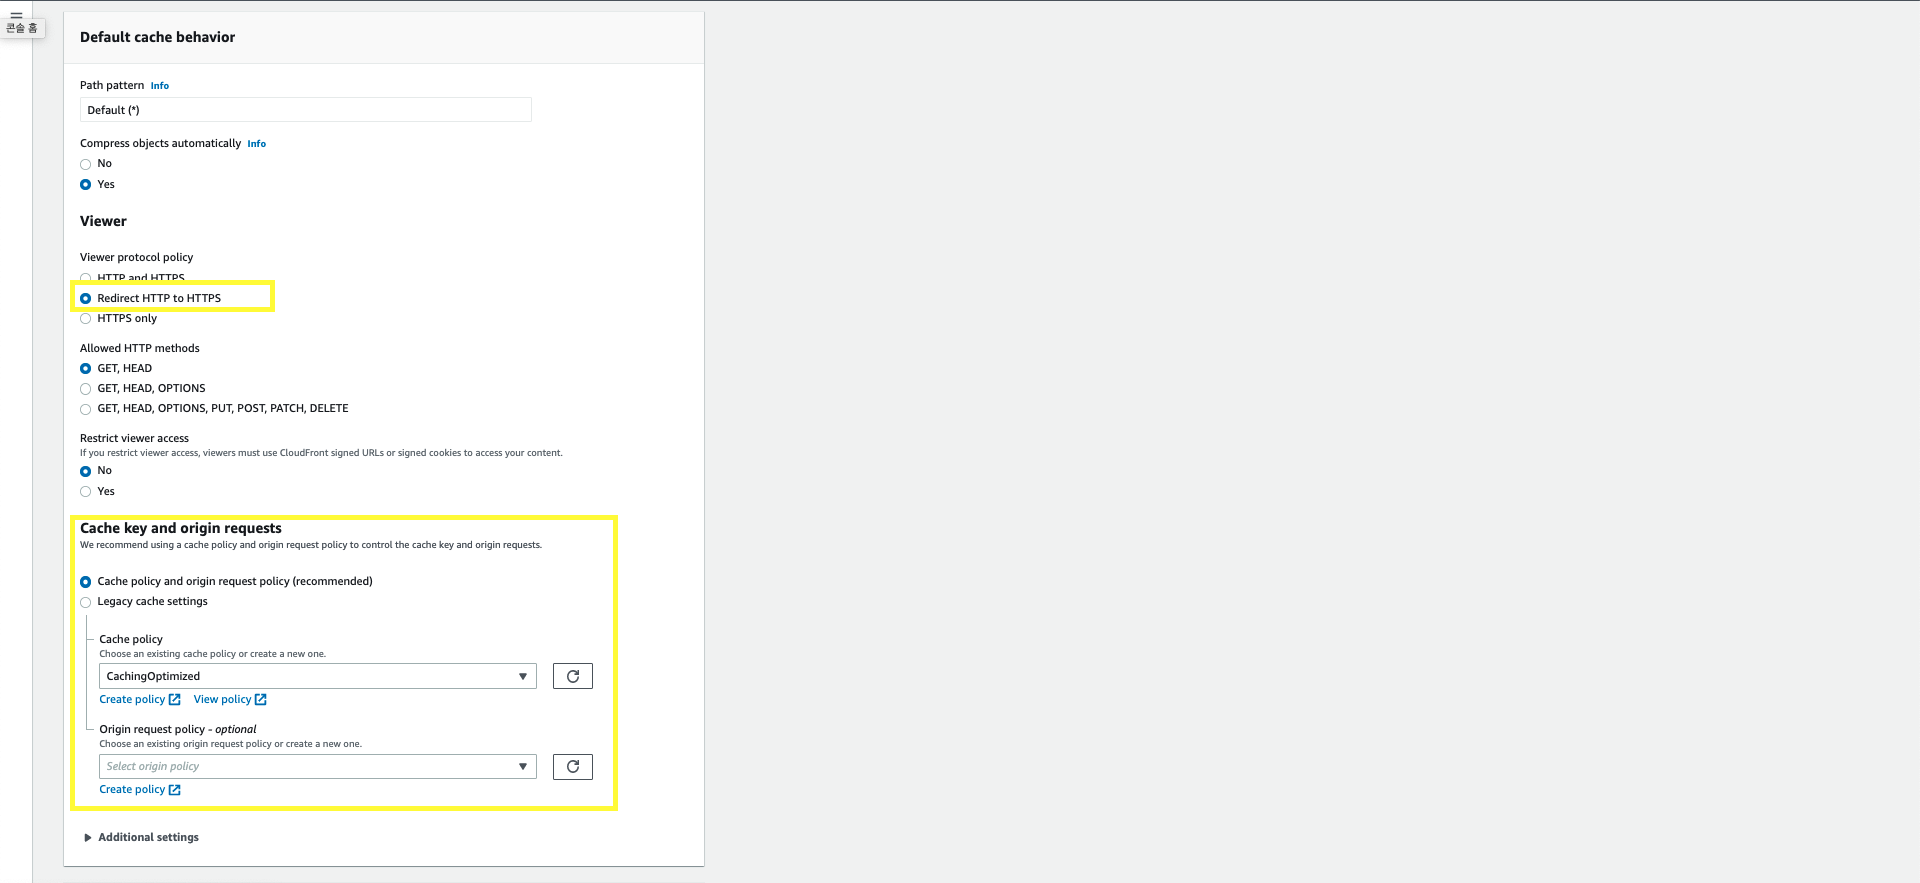 콘솔 홈
Default cache behavior
Path pattern Info
Default (*)
Compress objects automatically Info
No
Yes
Viewer
Viewer protocol policy
HTTP and HTTPS
Redirect HTTP to HTTPS
HTTPS only
Allowed HTTP methods
GET, HEAD
GET, HEAD, OPTIONS
GET, HEAD, OPTIONS, PUT, POST, PATCH, DELETE
Restrict viewer access
If you restrict viewer access, viewers must use CloudFront signed URLs or signed cookies to access your content.
No
Yes
Cache key and origin requests
We recommend using a cache policy and origin request policy to control the cache key and origin requests.
Cache policy and origin request policy (recommended)
Legacy cache settings
Cache policy
Choose an existing cache policy or create a new one.
CachingOptimized
Create policy View policy
Origin request policy - optional
Choose an existing origin request policy or create a new one.
Select origin policy
Create policy
Additional settings